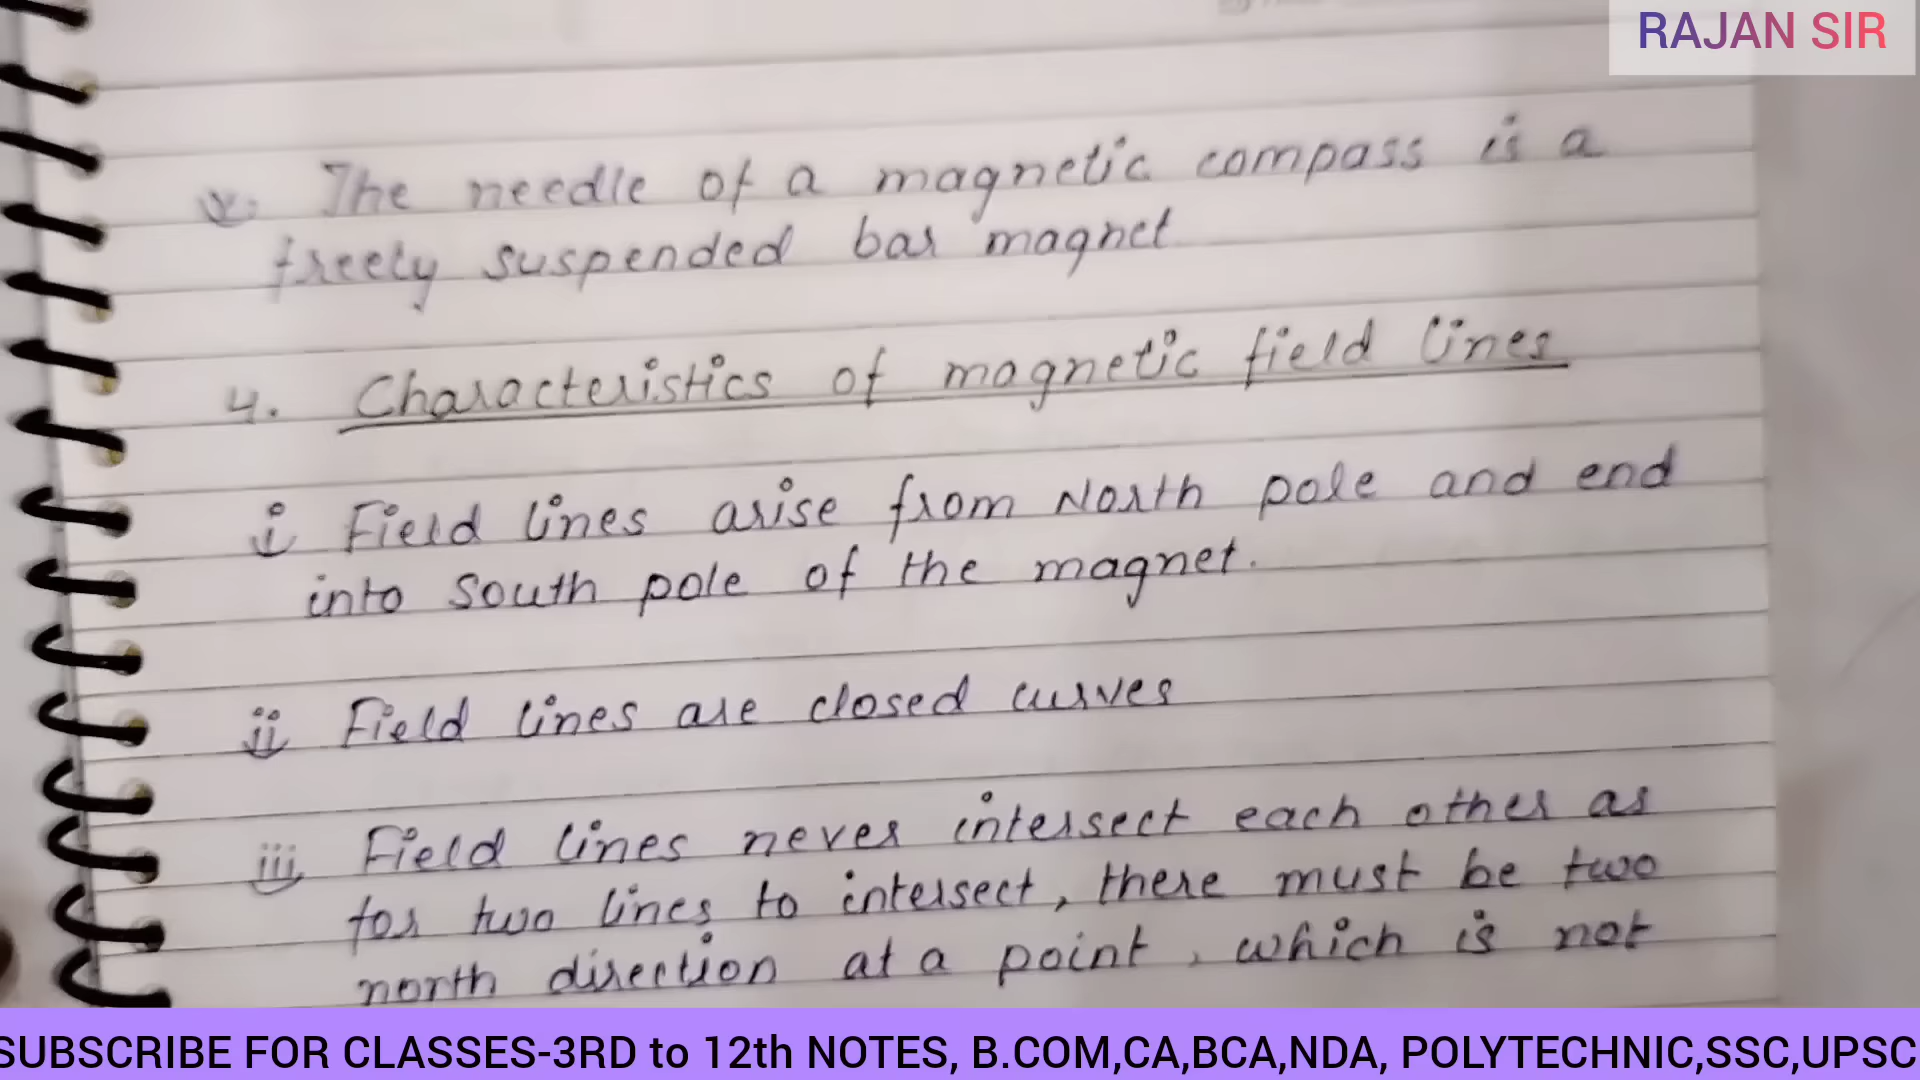 RAJAN SIR
v. The needle of a magnetic compass is a
freely suspended bar magnet
4. Characteristics of magnetic field lines
i Field lines arise from North pole and end
into South pole of the magnet.
ii Field lines are closed curves
iii Field lines never intersect each other as
for two lines to intersect, there must be two
north direction at a point, which is not
SUBSCRIBE FOR CLASSES-3RD to 12th NOTES, B.COM,CA,BCA,NDA, POLYTECHNIC,SSC,UPSC